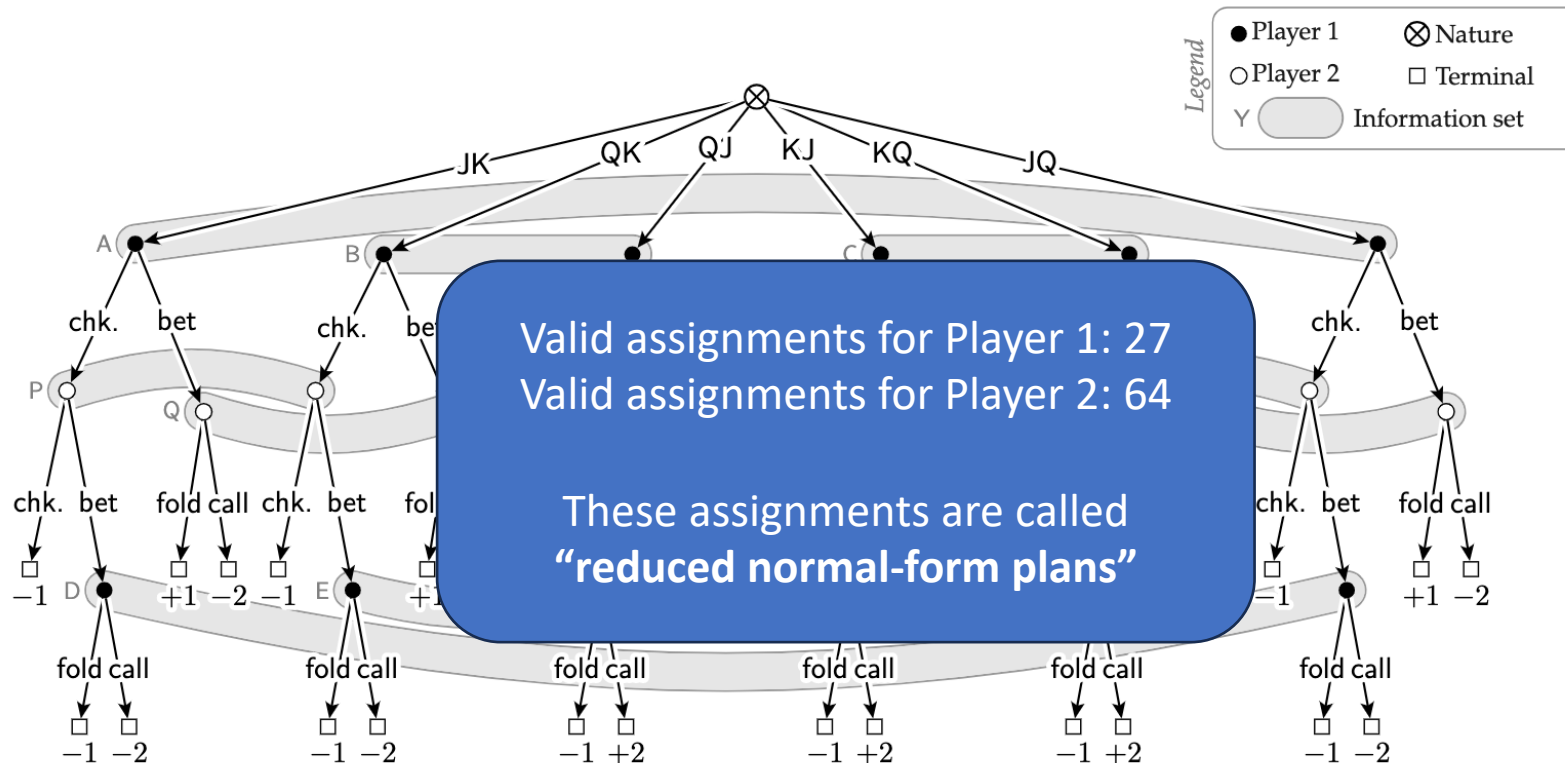 Legend
Player 1
Nature
Player 2
Terminal
Y
Information set
JK
QK
QJ
KJ
KQ
JQ
A
B
C
chk.
bet
chk.
chk.
bet
P
Q
Valid assignments for Player 1: 27
Valid assignments for Player 2: 64
These assignments are called
“reduced normal-form plans”
chk. bet
fold call
chk. bet
chk. bet
fold call
−1
+1 −2
−1
−1
+1 −2
D
E
fold call
fold call
fold call
fold call
fold call
fold call
−1 −2
−1 −2
−1 +2
−1 +2
−1 +2
−1 −2